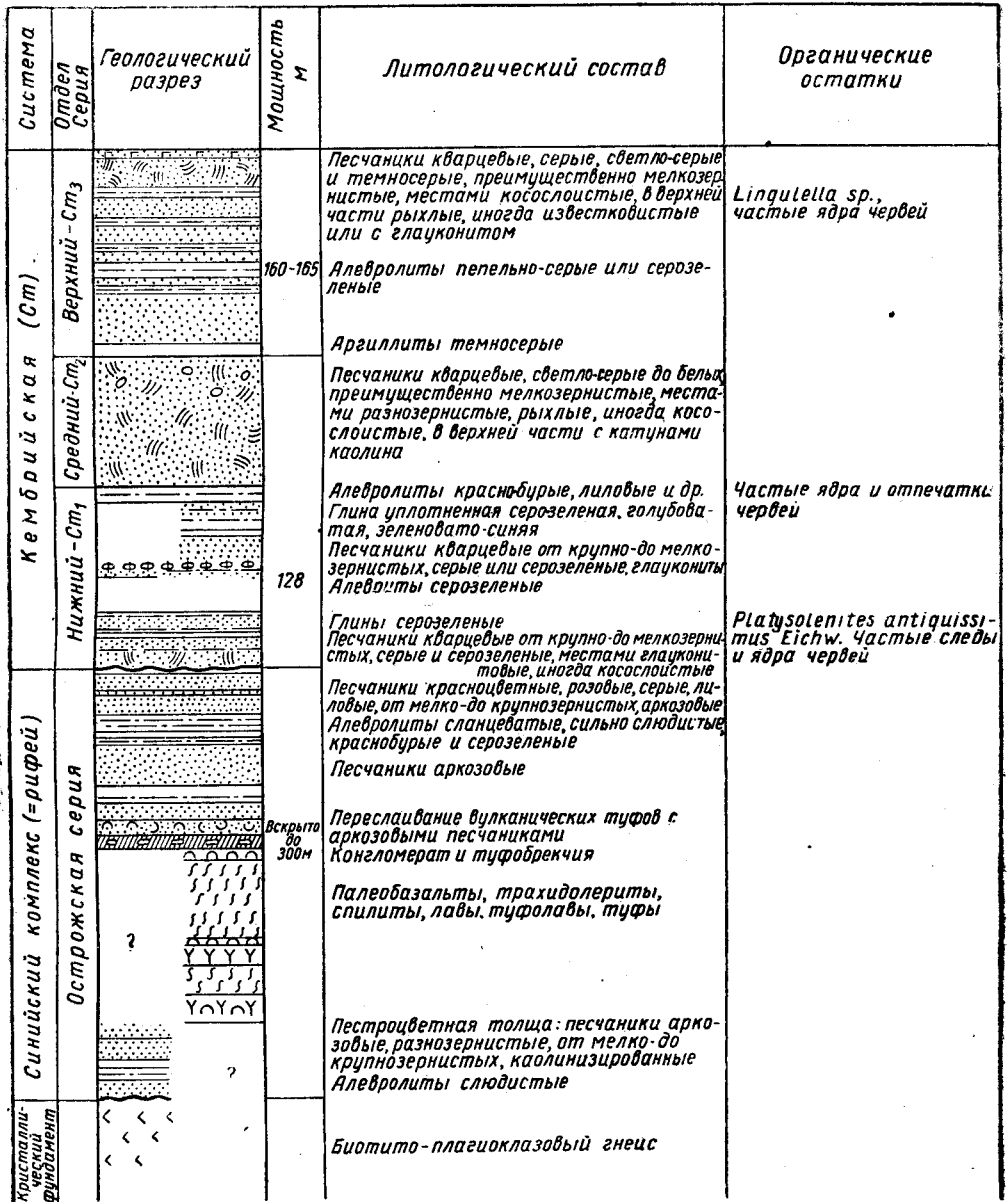 Система
Отдел
Серия
Геологический
разрез
Мощность
м
Литологический состав
Органические
остатки
Кембрийская (Cm)
Верхний-Cm3
160-165
Песчаники кварцевые, серые, светло-серые
и темносерые, преимущественно мелкозер
нистые, местами косослоистые, в верхней
части рыхлые, иногда известковистые
или с глауконитом
Алевролиты пепельно-серые или серозе-
леные
Аргиллиты темносерые
Lingulella sp.,
частые ядра червей
Средний-Cm2
Песчаники кварцевые, светло-серые до белых
преимущественно мелкозернистые, места-
ми разнозернистые, рыхлые, иногда косо-
слоистые, в верхней части с катунами
каолина
Нижний-Cm1
128
Алевролиты краснобурые, лиловые и др.
Глина уплотненная серозеленая, голубова-
тая, зеленовато-синяя
Песчаники кварцевые от крупно-до мелко-
зернистых, серые или серозеленые, глаукониты
Алевриты серозеленые
Глины серозеленые
Песчаники кварцевые от крупно-до мелкозерни-
стых, серые и серозеленые, местами глаукони-
товые, иногда косослоистые
Частые ядра и отпечатки
червей
Platysolenites antiquissi-
mus Eichw. Частые следы
и ядра червей
Синийский комплекс (=рифей)
Острожская серия
Вскрыто
до
300м
Песчаники красноцветные, розовые, серые, ли-
ловые, от мелко-до крупнозернистых, аркозовые
Алевролиты сланцеватые, сильно слюдистые,
краснобурые и серозеленые
Песчаники аркозовые
Переслаивание вулканических туфов с
аркозовыми песчаниками
Конгломерат и туфобрекчия
Палеобазальты, трахидолериты,
спилиты, лавы, туфолавы, туфы
?
?
Пестроцветная толща: песчаники арко-
зовые, разнозернистые, от мелко-до
крупнозернистых, каолинизированные
Алевролиты слюдистые
Кристалли-
ческий
фундамент
Биотито-плагиоклазовый гнейс